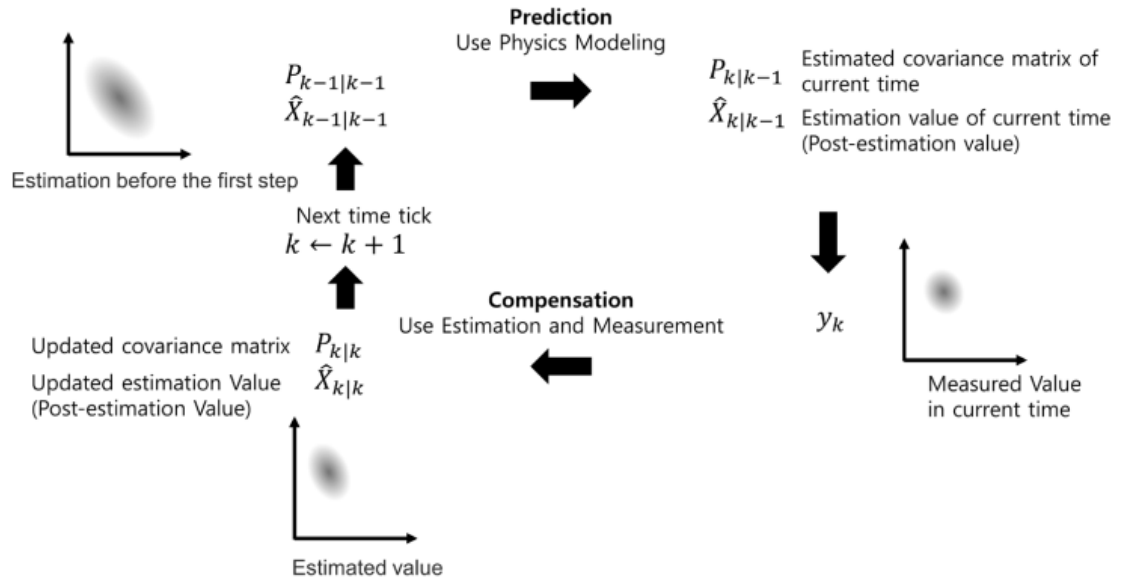 Prediction
Use Physics Modeling
P_{k−1|k−1}
X̂_{k−1|k−1}
P_{k|k−1}
Estimated covariance matrix of
current time
X̂_{k|k−1}
Estimation value of current time
(Post-estimation value)
Estimation before the first step
Next time tick
k ← k + 1
Compensation
Use Estimation and Measurement
y_k
Measured Value
in current time
Updated covariance matrix P_{k|k}
Updated estimation Value X̂_{k|k}
(Post-estimation Value)
Estimated value